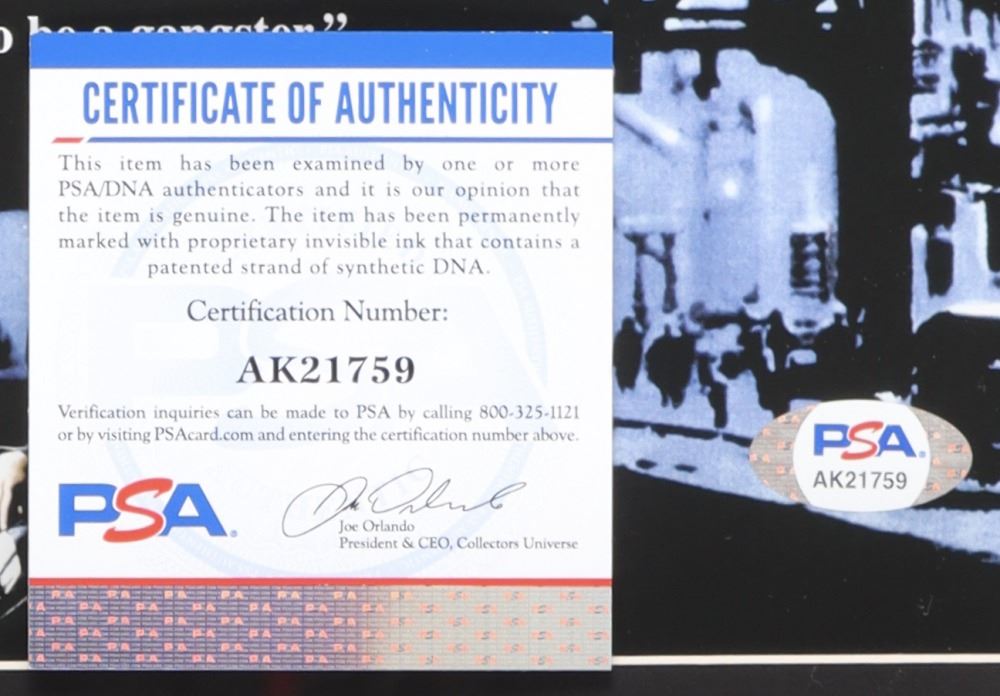 o be a gangster”
CERTIFICATE OF AUTHENTICITY
This item has been examined by one or more
PSA/DNA authenticators and it is our opinion that
the item is genuine. The item has been permanently
marked with proprietary invisible ink that contains a
patented strand of synthetic DNA.
Certification Number:
AK21759
Verification inquiries can be made to PSA by calling 800-325-1121
or by visiting PSAcard.com and entering the certification number above.
PSA
Joe Orlando
President & CEO, Collectors Universe
PSA
AK21759